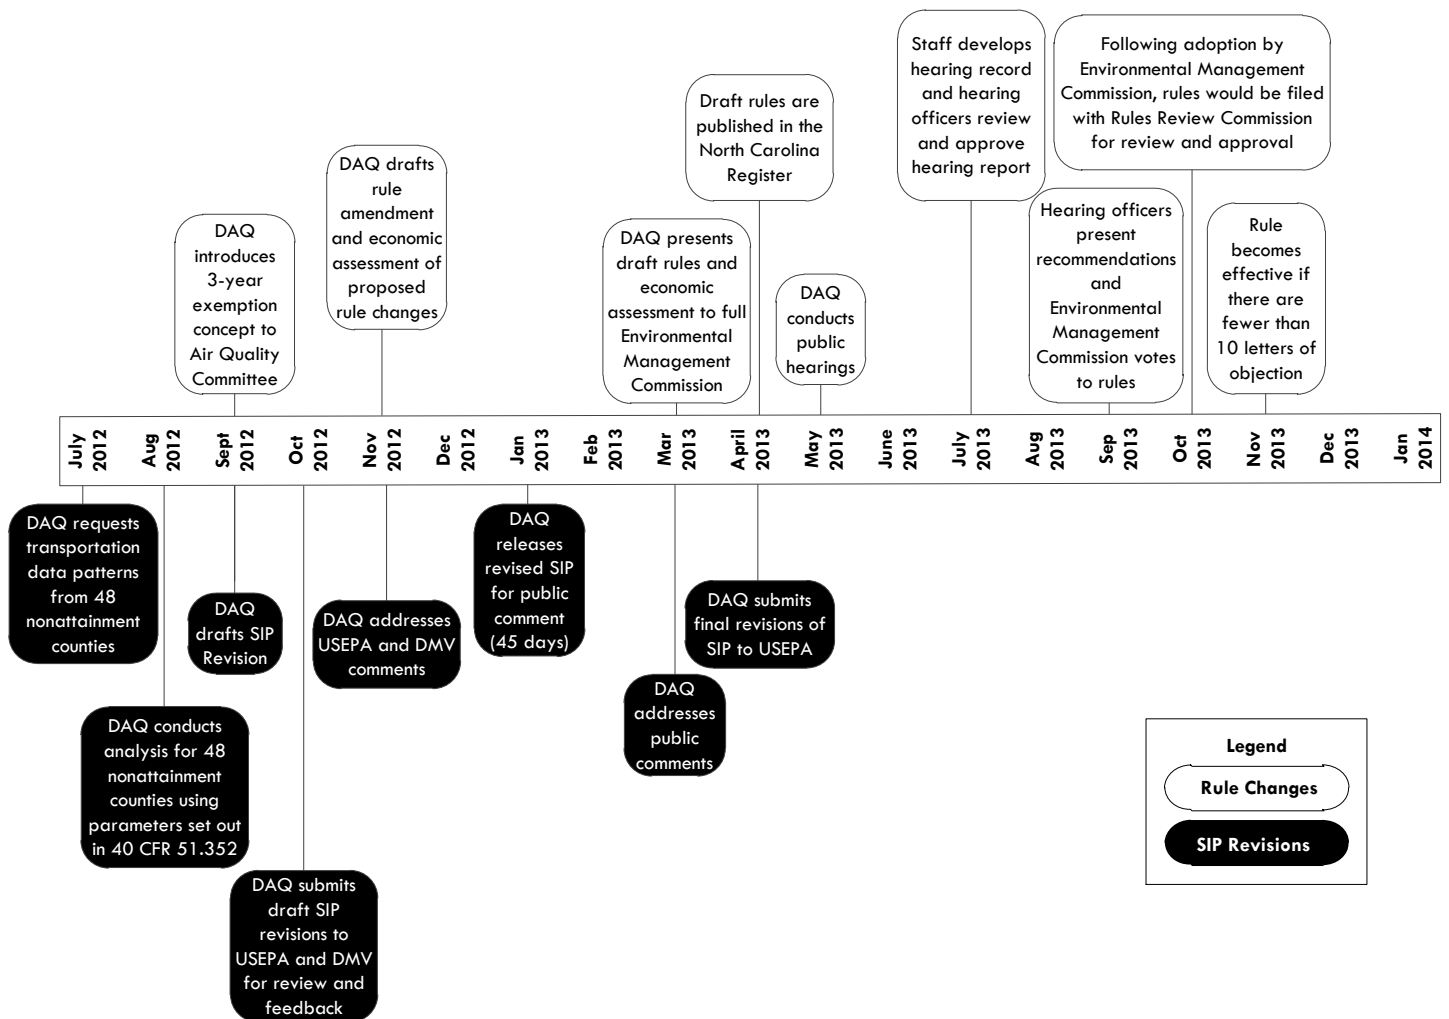 Staff develops
hearing record
and hearing
officers review
and approve
hearing report
Following adoption by
Environmental Management
Commission, rules would be filed
with Rules Review Commission
for review and approval
Draft rules are
published in the
North Carolina
Register
DAQ drafts
rule
amendment
and economic
assessment of
proposed
rule changes
DAQ
introduces
3-year
exemption
concept to
Air Quality
Committee
DAQ presents
draft rules and
economic
assessment to full
Environmental
Management
Commission
DAQ
conducts
public
hearings
Hearing officers
present
recommendations
and
Environmental
Management
Commission votes
to rules
Rule
becomes
effective if
there are
fewer than
10 letters of
objection
July
2012
Aug
2012
Sept
2012
Oct
2012
Nov
2012
Dec
2012
Jan
2013
Feb
2013
Mar
2013
April
2013
May
2013
June
2013
July
2013
Aug
2013
Sep
2013
Oct
2013
Nov
2013
Dec
2013
Jan
2014
DAQ requests
transportation
data patterns
from 48
nonattainment
counties
DAQ
drafts SIP
Revision
DAQ addresses
USEPA and DMV
comments
DAQ
releases
revised SIP
for public
comment
(45 days)
DAQ submits
final revisions of
SIP to USEPA
DAQ
addresses
public
comments
DAQ conducts
analysis for 48
nonattainment
counties using
parameters set out
in 40 CFR 51.352
DAQ submits
draft SIP
revisions to
USEPA and DMV
for review and
feedback
Legend
Rule Changes
SIP Revisions